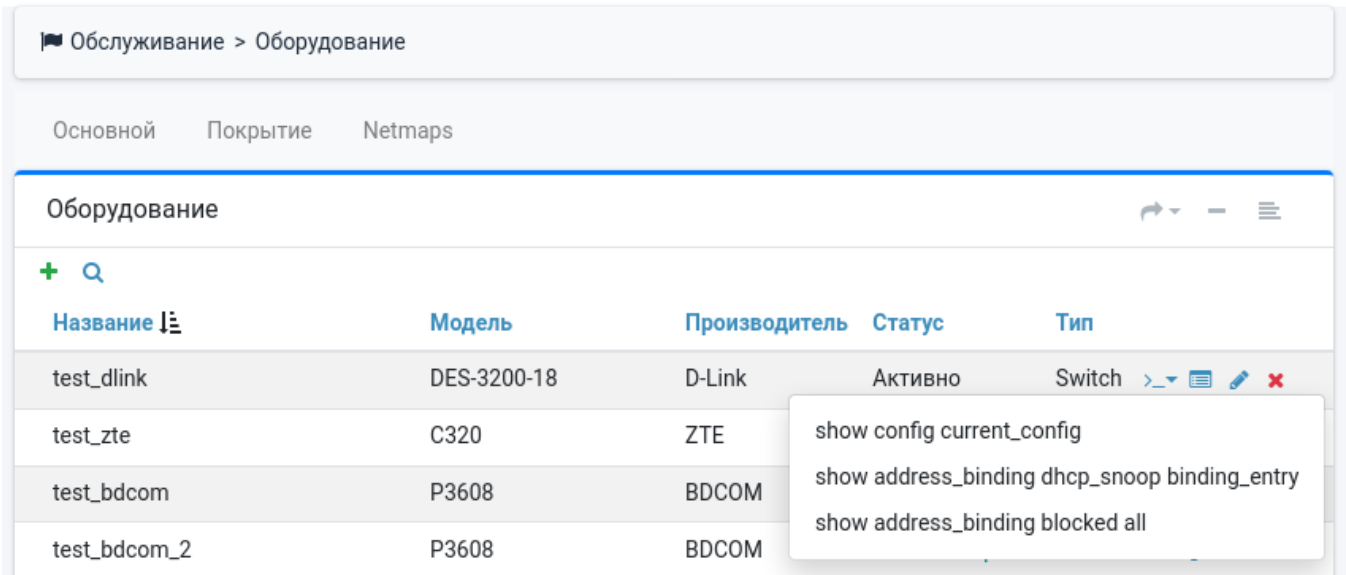 Обслуживание > Оборудование
Основной Покрытие Netmaps
Оборудование
Название Модель Производитель Статус Тип
test_dlink DES-3200-18 D-Link Активно Switch >_
test_zte C320 ZTE
show config current_config
show address_binding dhcp_snoop binding_entry
show address_binding blocked all
test_bdcom P3608 BDCOM
test_bdcom_2 P3608 BDCOM